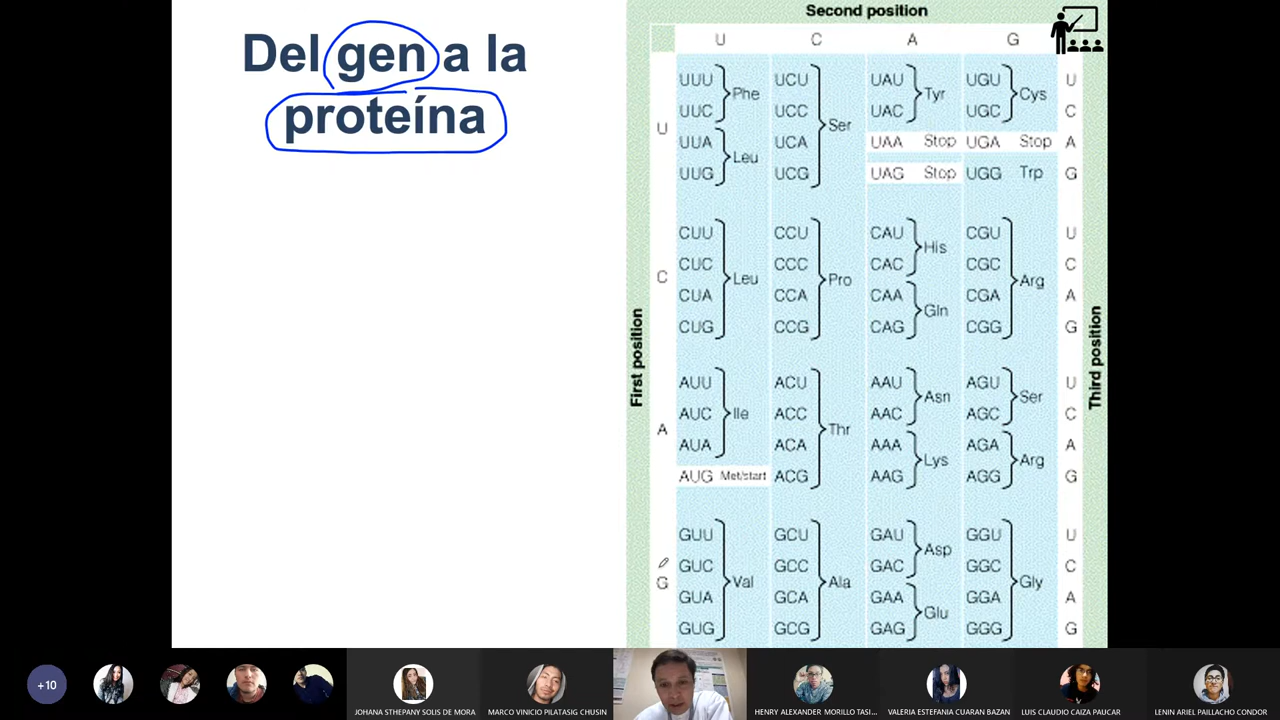 Del gen a la
proteína
Second position
U C A G
First position
Third position
U
UUU UCU UAU UGU U
Phe Tyr Cys
UUC UCC UAC UGC C
Ser
UUA UCA UAA Stop UGA Stop A
Leu
UUG UCG UAG Stop UGG Trp G
C
CUU CCU CAU CGU U
His
CUC CCC CAC CGC C
Leu Pro Arg
CUA CCA CAA CGA A
Gln
CUG CCG CAG CGG G
A
AUU ACU AAU AGU U
Asn Ser
AUC ACC AAC AGC C
Ile Thr
AUA ACA AAA AGA A
Lys Arg
AUG Met/start ACG AAG AGG G
G
GUU GCU GAU GGU U
Asp
GUC GCC GAC GGC C
Val Ala Gly
GUA GCA GAA GGA A
Glu
GUG GCG GAG GGG G
+10
JOHANA STHEPANY SOLIS DE MORA
MARCO VINICIO PILATASIG CHUSIN
HENRY ALEXANDER MORILLO TASI...
VALERIA ESTEFANIA CUARAN BAZAN
LUIS CLAUDIO CAIZA PAUCAR
LENIN ARIEL PAILLACHO CONDOR